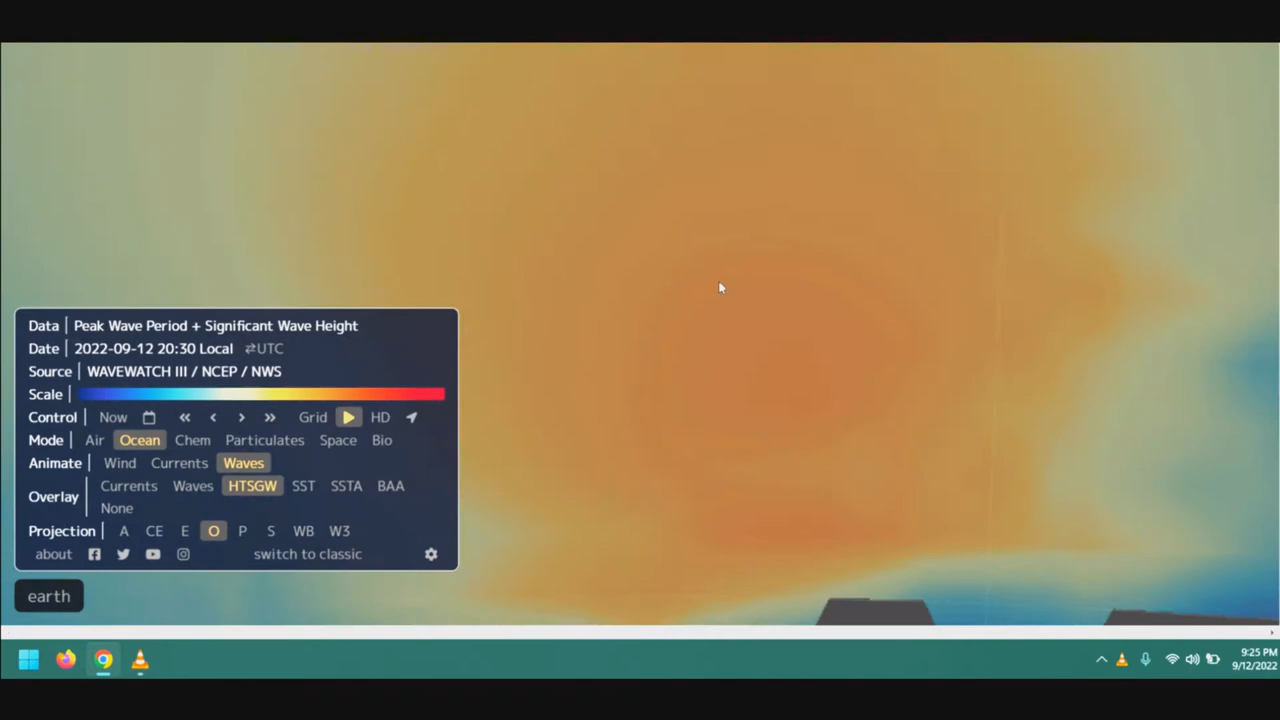 Data | Peak Wave Period + Significant Wave Height
Date | 2022-09-12 20:30 Local ⇄UTC
Source | WAVEWATCH III / NCEP / NWS
Scale |
Control | Now « ‹ › » Grid HD
Mode | Air Ocean Chem Particulates Space Bio
Animate | Wind Currents Waves
Overlay | Currents Waves HTSGW SST SSTA BAA
None
Projection | A CE E O P S WB W3
about switch to classic
earth
9:25 PM
9/12/2022